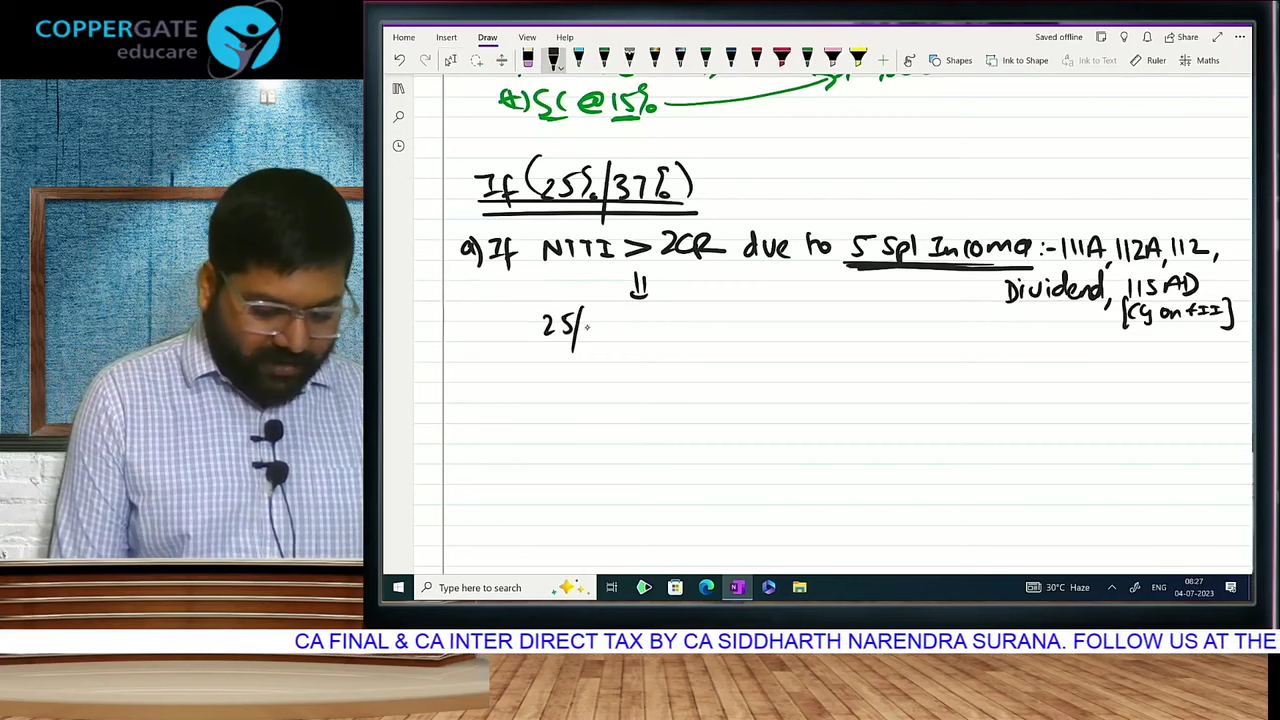 COPPERGATE
educare
Home Insert Draw View Help
Saved offline Share
Shapes Ink to Shape Ink to Text Ruler Maths
SC @ 15%
If (25%/37%)
a) If NTTI > 2CR due to 5 Spl Income:- 111A, 112A, 112,
Dividend, 115AD
[CG on FII]
25/
Type here to search
30°C Haze ENG 08:27
04-07-2023
CA FINAL & CA INTER DIRECT TAX BY CA SIDDHARTH NARENDRA SURANA. FOLLOW US AT THE